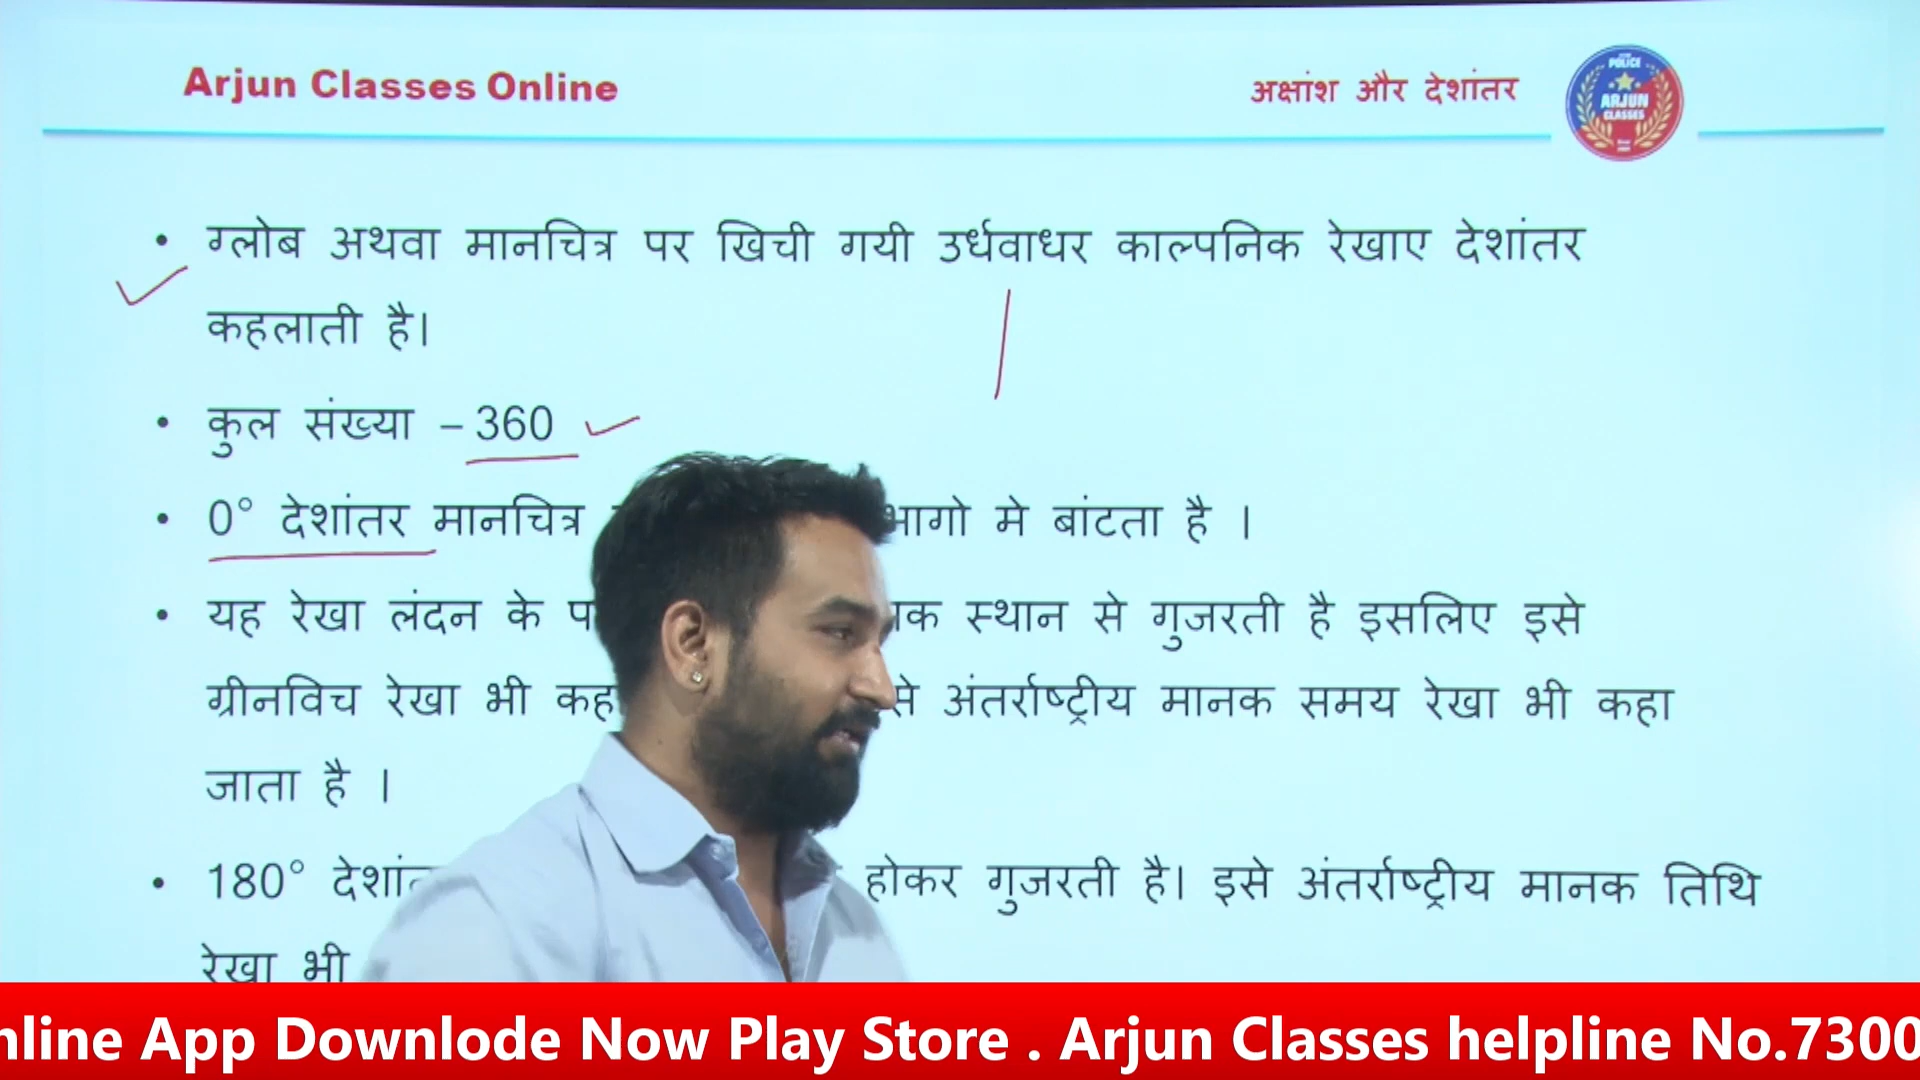 Arjun Classes Online
अक्षांश और देशांतर
POLICE
ARJUN
CLASSES
• ग्लोब अथवा मानचित्र पर खिची गयी उर्धवाधर काल्पनिक रेखाए देशांतर
कहलाती है।
• कुल संख्या – 360
• 0° देशांतर मानचित्र भागो मे बांटता है ।
• यह रेखा लंदन के स्थान से गुजरती है इसलिए इसे
ग्रीनविच रेखा भी से अंतर्राष्ट्रीय मानक समय रेखा भी कहा
जाता है ।
• 180° होकर गुजरती है। इसे अंतर्राष्ट्रीय मानक तिथि
रेखा भी
App Downlode Now Play Store . Arjun Classes helpline No.7300